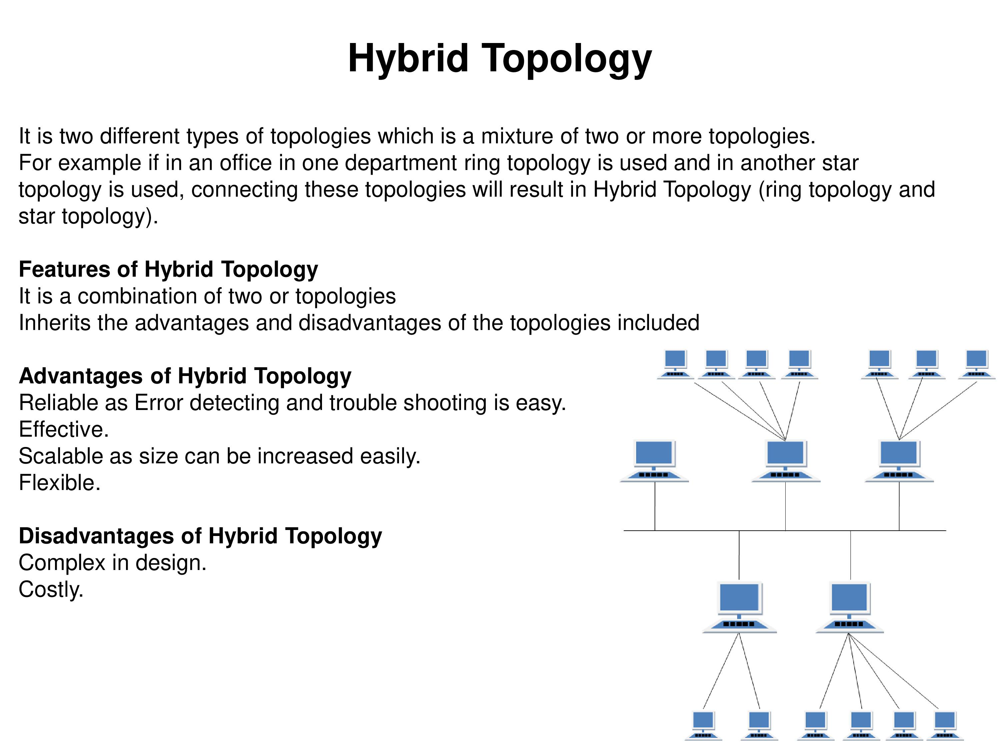 Hybrid Topology
It is two different types of topologies which is a mixture of two or more topologies.
For example if in an office in one department ring topology is used and in another star
topology is used, connecting these topologies will result in Hybrid Topology (ring topology and
star topology).
Features of Hybrid Topology
It is a combination of two or topologies
Inherits the advantages and disadvantages of the topologies included
Advantages of Hybrid Topology
Reliable as Error detecting and trouble shooting is easy.
Effective.
Scalable as size can be increased easily.
Flexible.
Disadvantages of Hybrid Topology
Complex in design.
Costly.